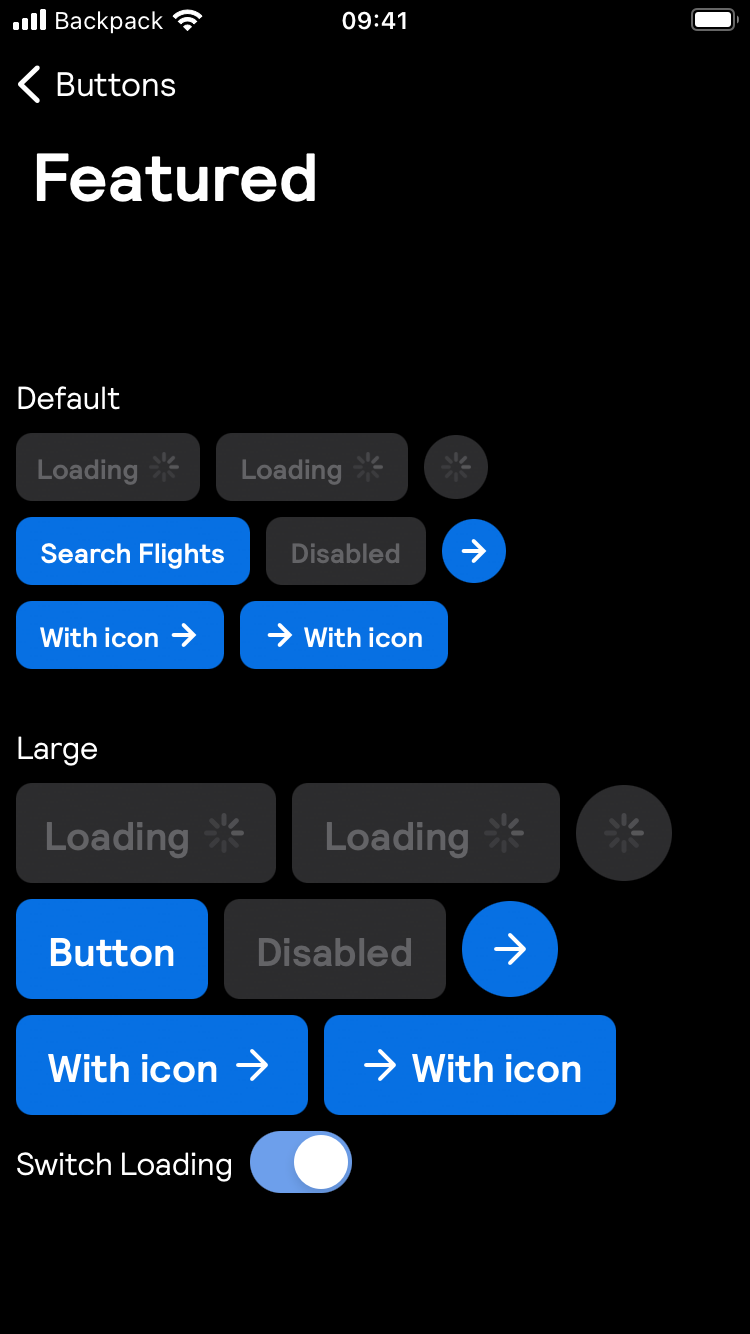 Backpack 09:41
Buttons
Featured
Default
Loading Loading
Search Flights Disabled
With icon With icon
Large
Loading Loading
Button Disabled
With icon With icon
Switch Loading